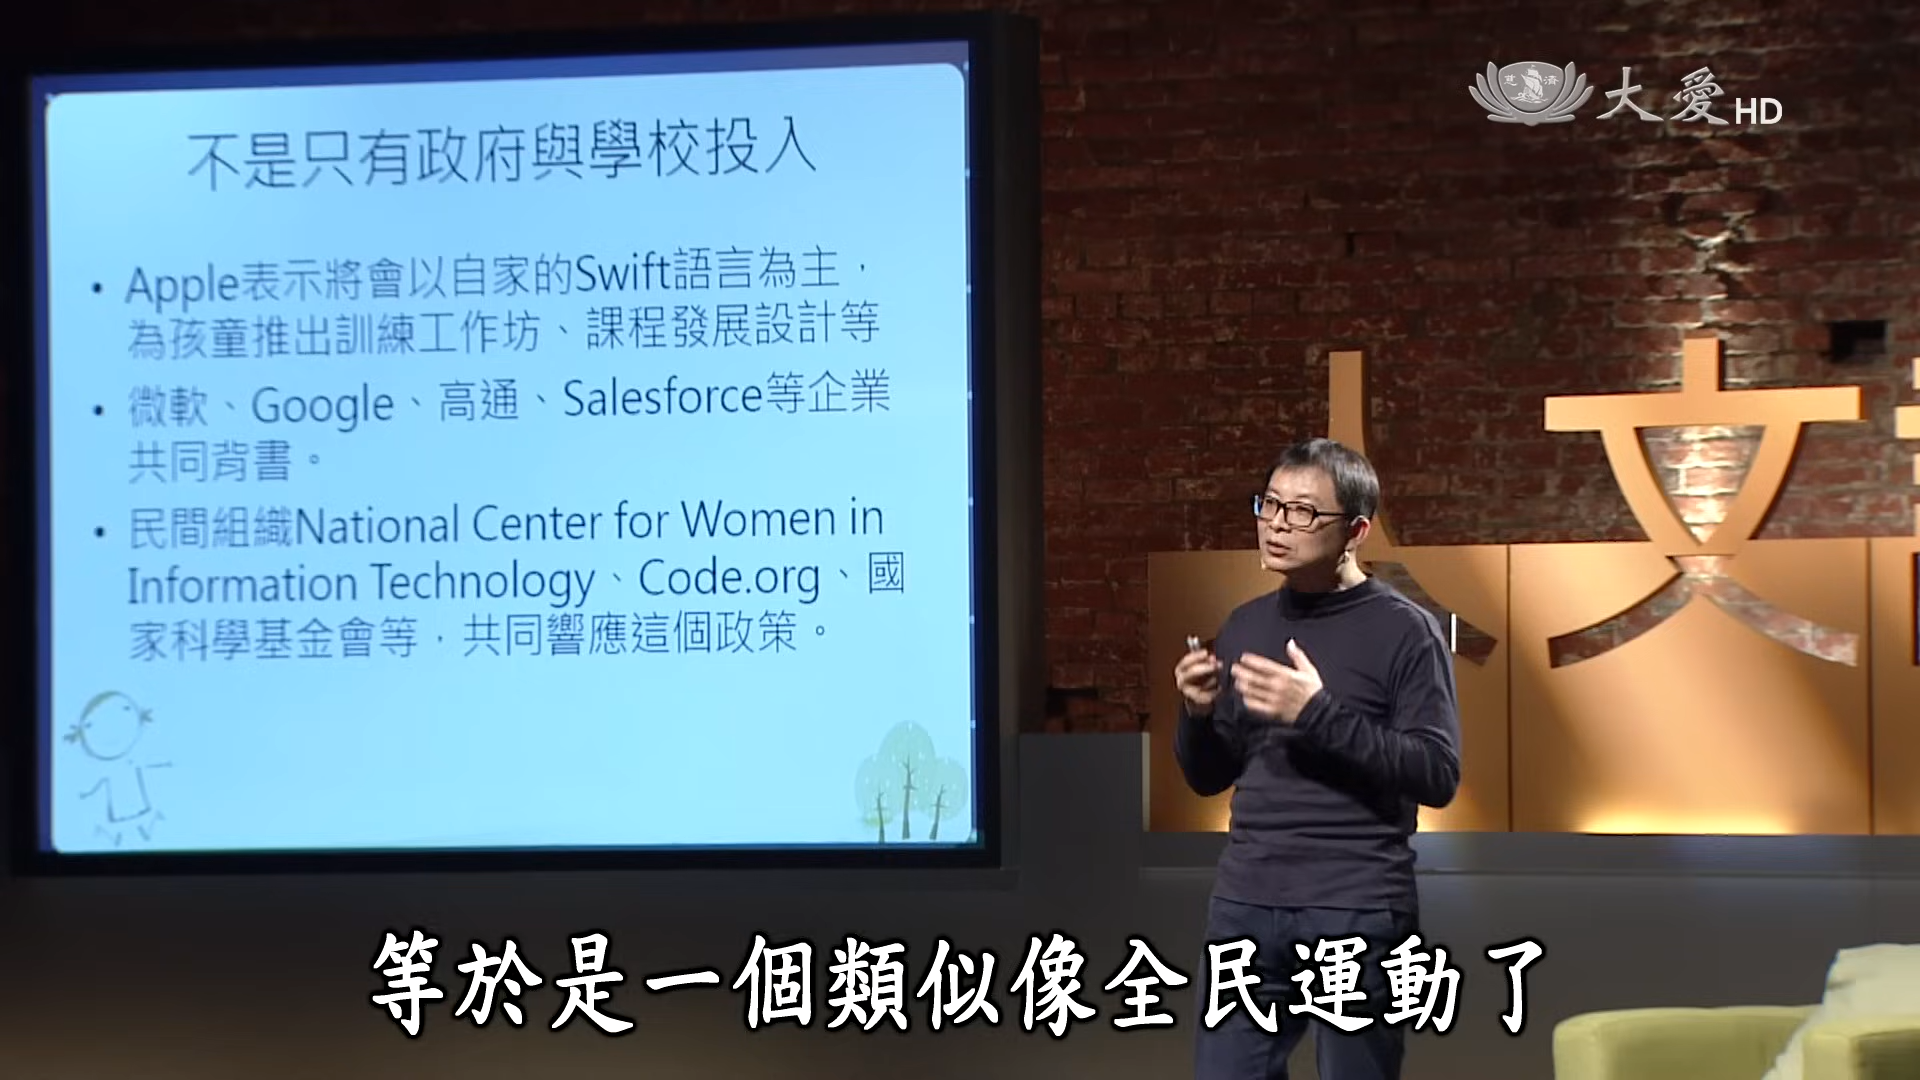 不是只有政府與學校投入
• Apple表示將會以自家的Swift語言為主，
為孩童推出訓練工作坊、課程發展設計等
• 微軟、Google、高通、Salesforce等企業
共同背書。
• 民間組織National Center for Women in
Information Technology、Code.org、國
家科學基金會等，共同響應這個政策。
慈濟
大愛HD
人文
等於是一個類似像全民運動了